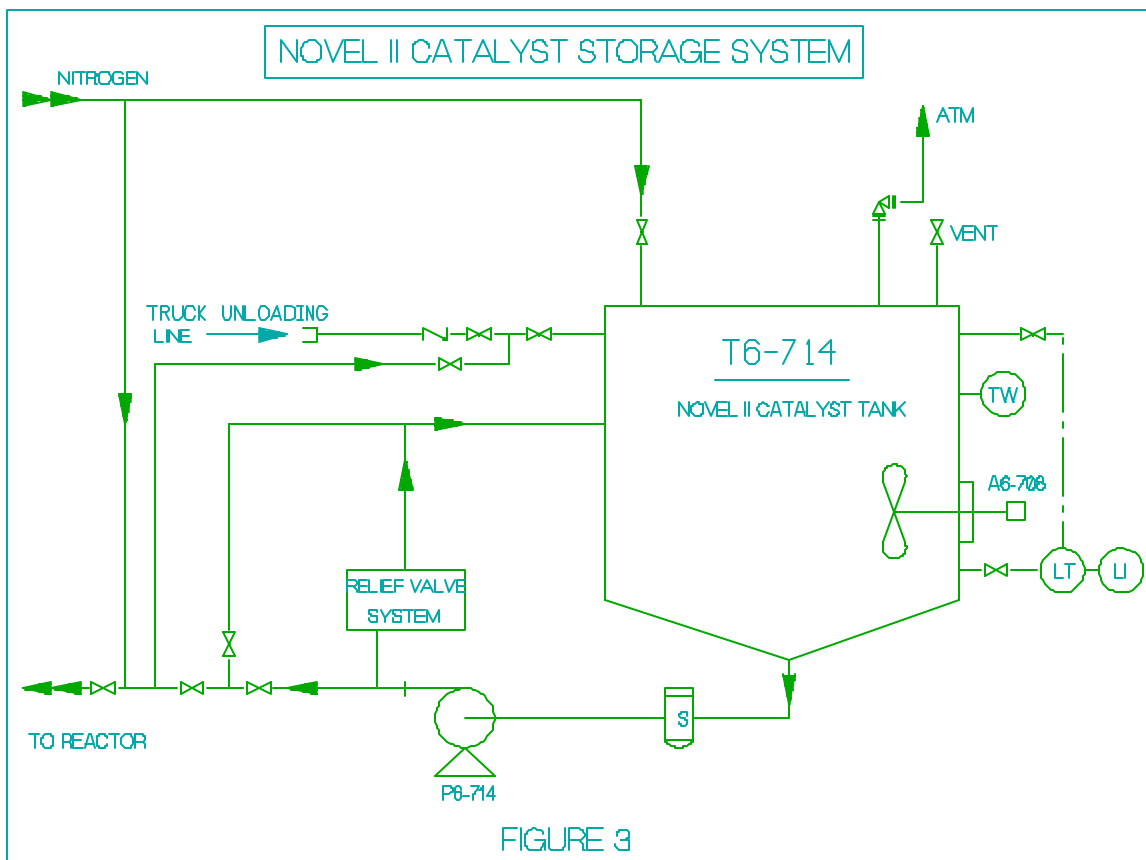 NOVEL II CATALYST STORAGE SYSTEM
NITROGEN
ATM
VENT
TRUCK UNLOADING
LINE
T6-714
NOVEL II CATALYST TANK
TW
A6-708
RELIEF VALVE
SYSTEM
LT
LI
S
TO REACTOR
P6-714
FIGURE 3